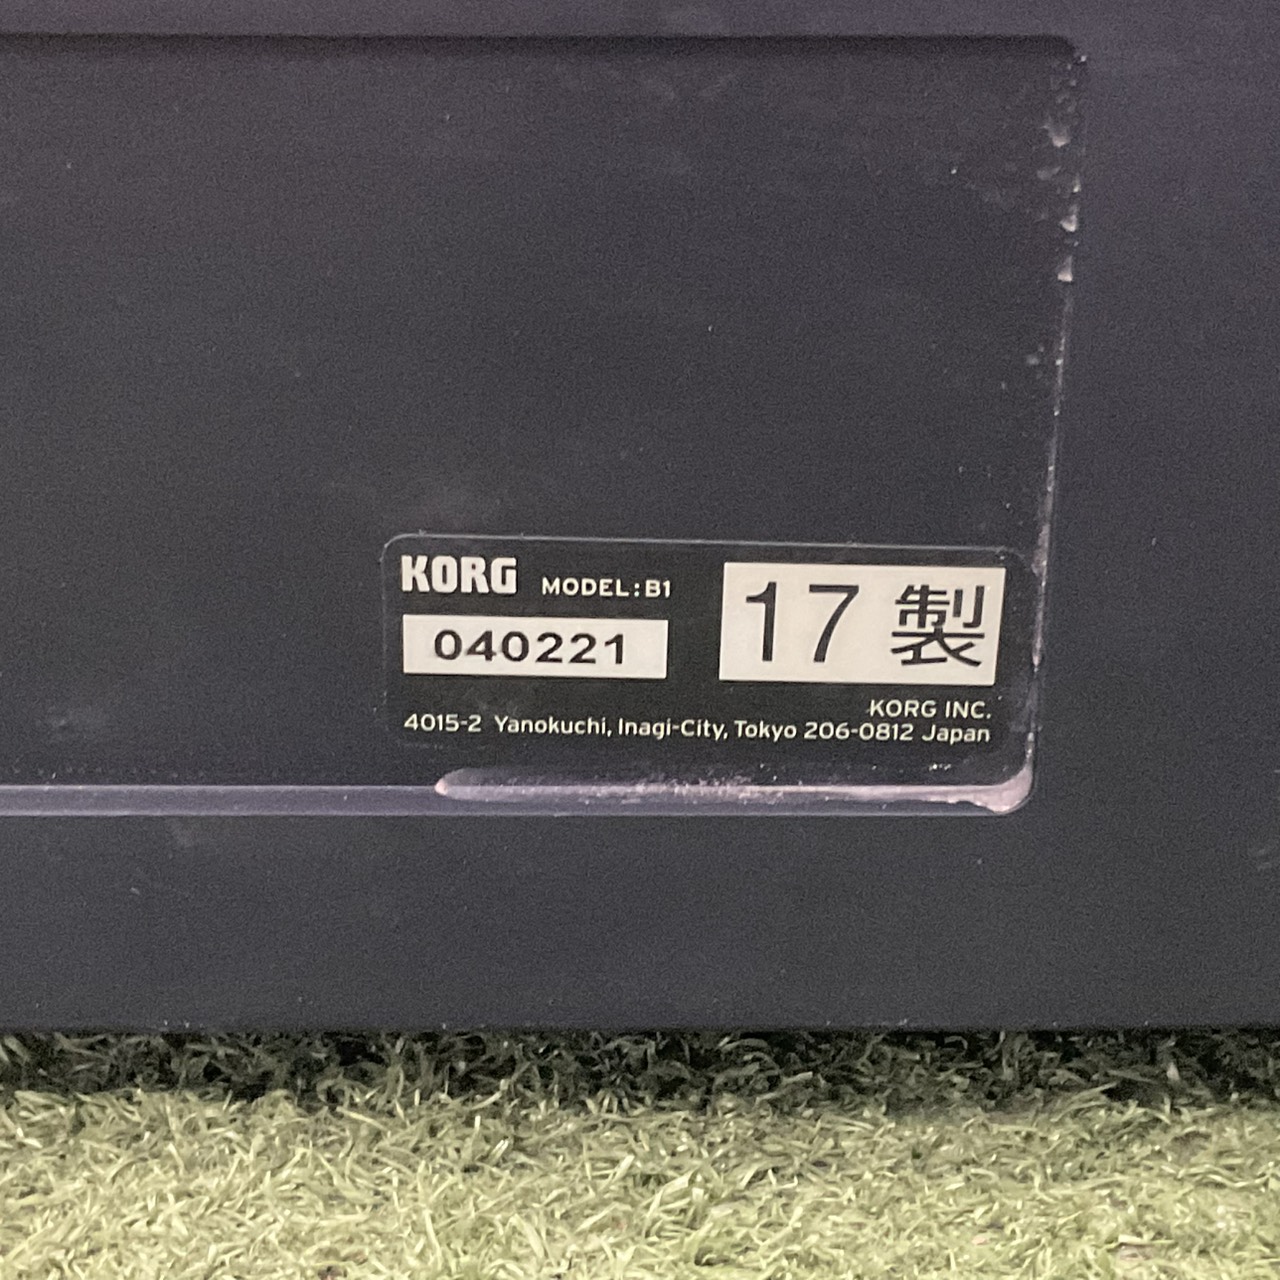 KORG MODEL:B1
040221
17 製
KORG INC.
4015-2 Yanokuchi, Inagi-City, Tokyo 206-0812 Japan